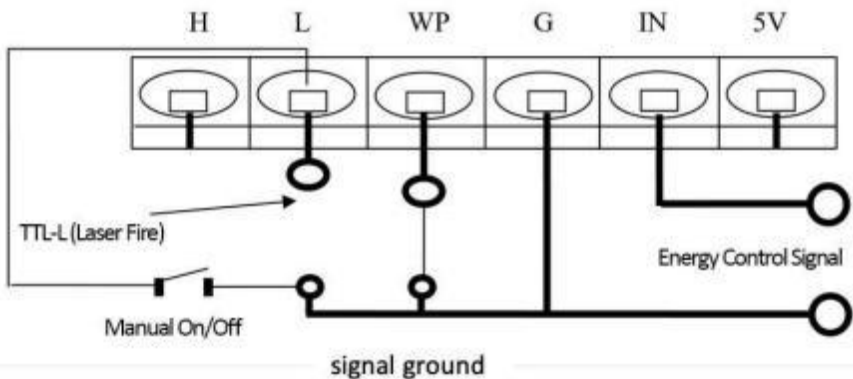 H L WP G IN 5V
TTL-L (Laser Fire)
Energy Control Signal
Manual On/Off
signal ground